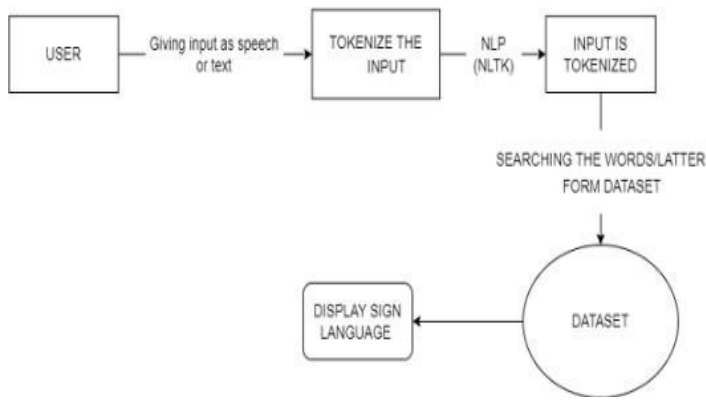 USER
Giving input as speech
or text
TOKENIZE THE
INPUT
NLP
(NLTK)
INPUT IS
TOKENIZED
SEARCHING THE WORDS/LATTER
FORM DATASET
DATASET
DISPLAY SIGN
LANGUAGE